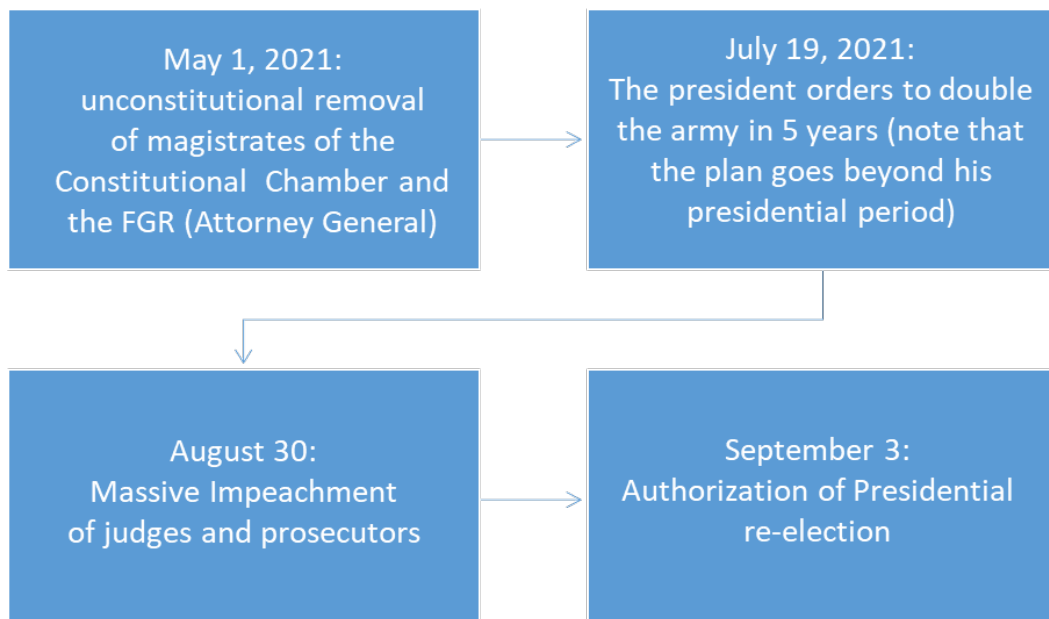 May 1, 2021:
unconstitutional removal
of magistrates of the
Constitutional Chamber and
the FGR (Attorney General)
July 19, 2021:
The president orders to double
the army in 5 years (note that
the plan goes beyond his
presidential period)
August 30:
Massive Impeachment
of judges and prosecutors
September 3:
Authorization of Presidential
re-election